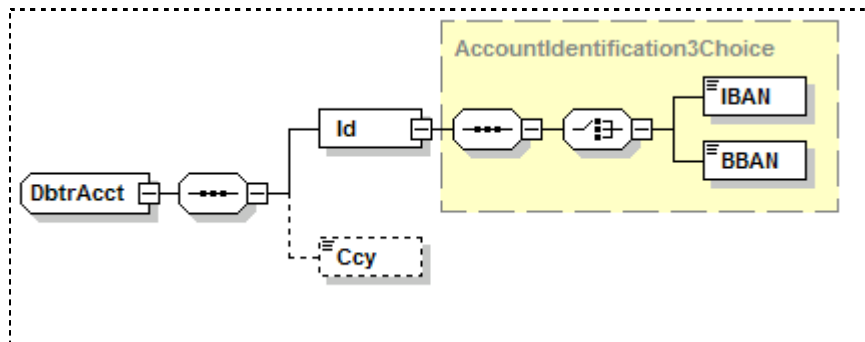 AccountIdentification3Choice
IBAN
Id
BBAN
DbtrAcct
Ccy